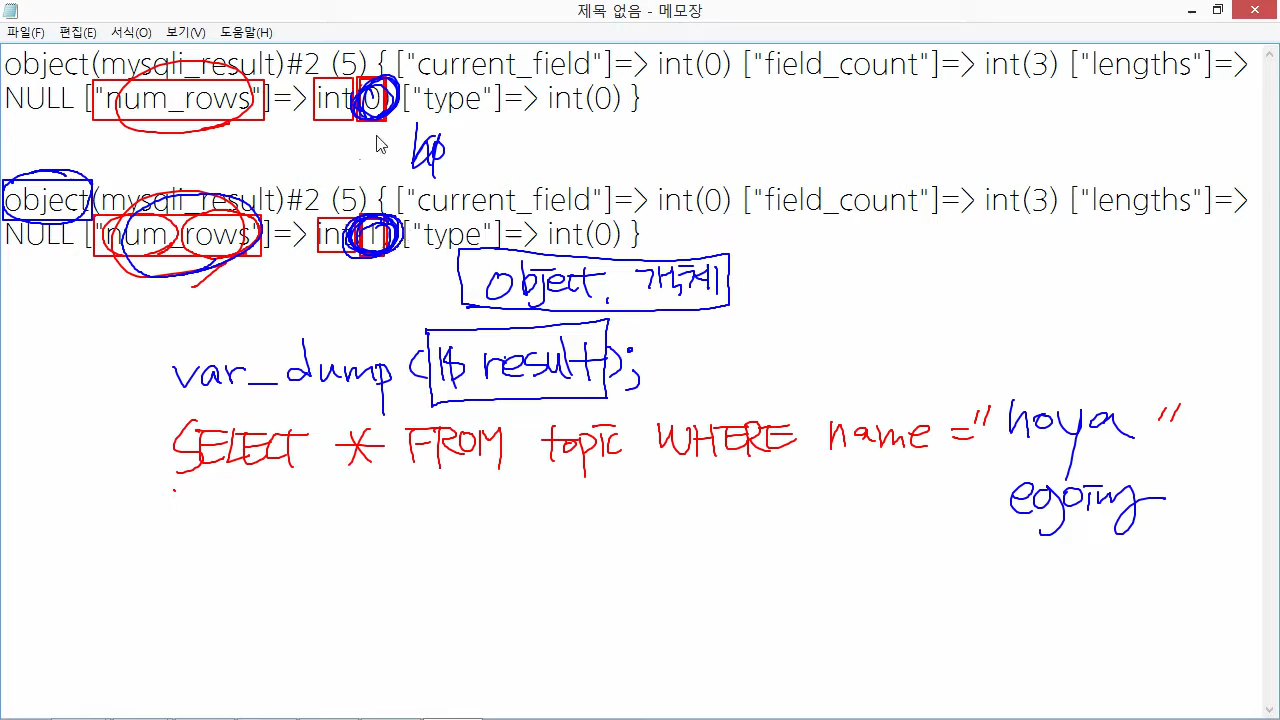 제목 없음 - 메모장
파일(F) 편집(E) 서식(O) 보기(V) 도움말(H)
object(mysqli_result)#2 (5) { ["current_field"]=> int(0) ["field_count"]=> int(3) ["lengths"]=>
NULL ["num_rows"]=> int(0) ["type"]=> int(0) }
object(mysqli_result)#2 (5) { ["current_field"]=> int(0) ["field_count"]=> int(3) ["lengths"]=>
NULL ["num_rows"]=> int(1) ["type"]=> int(0) }
object, 객체
var_dump($result);
SELECT * FROM topic WHERE name = "hoya"
egoing